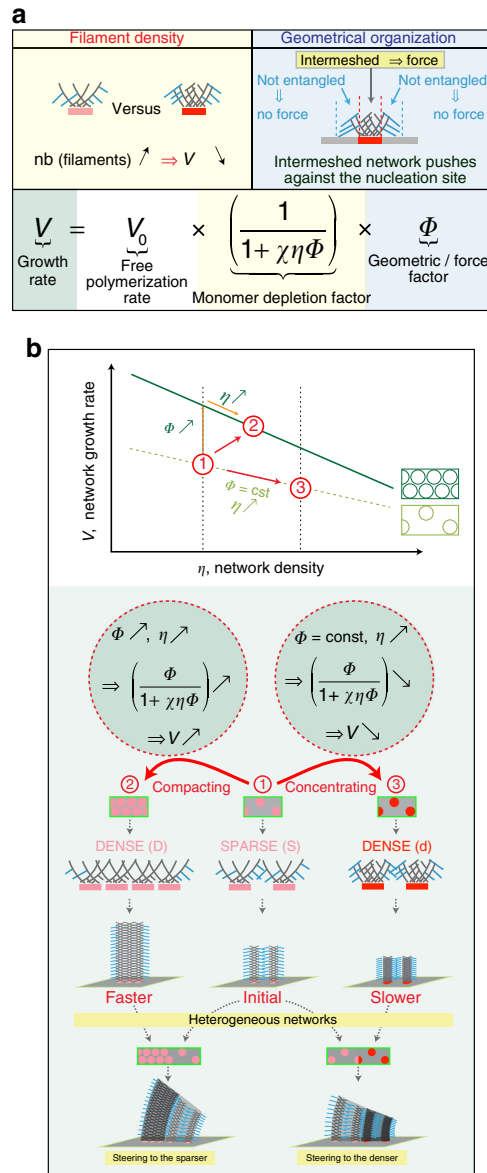 a
Filament density
Geometrical organization
Intermeshed ⇒ force
Not entangled
⇓
no force
Not entangled
⇓
no force
Versus
nb (filaments) ↗ ⇒ V ↘
Intermeshed network pushes
against the nucleation site
V = V0 × (1 / 1+ χηΦ) × Φ
Growth
rate
Free
polymerization
rate
Monomer depletion factor
Geometric / force
factor
b
V, network growth rate
η ↗
Φ ↗
2
1
3
Φ = cst
η ↗
η, network density
Φ ↗, η ↗
⇒ (Φ / 1+ χηΦ) ↗
⇒ V ↗
Φ = const, η ↗
⇒ (Φ / 1+ χηΦ) ↘
⇒ V ↘
2 Compacting 1 Concentrating 3
DENSE (D) SPARSE (S) DENSE (d)
Faster Initial Slower
Heterogeneous networks
Steering to the sparser
Steering to the denser